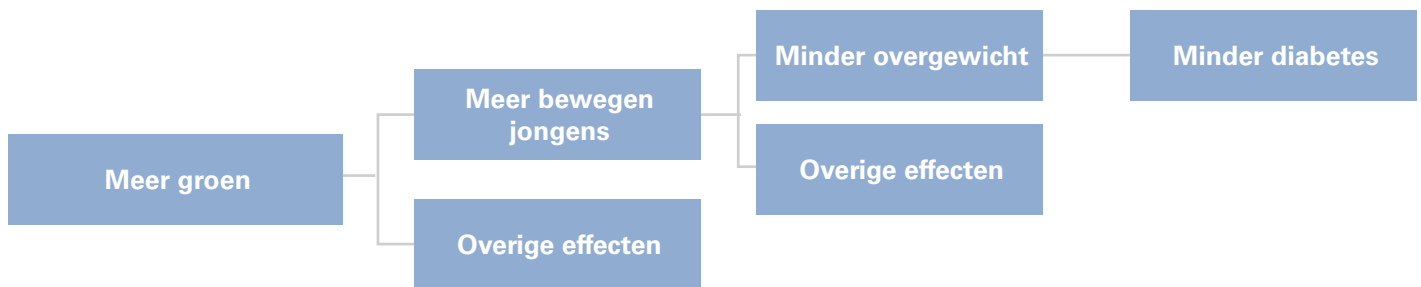 Meer groen
Meer bewegen
jongens
Overige effecten
Minder overgewicht
Overige effecten
Minder diabetes